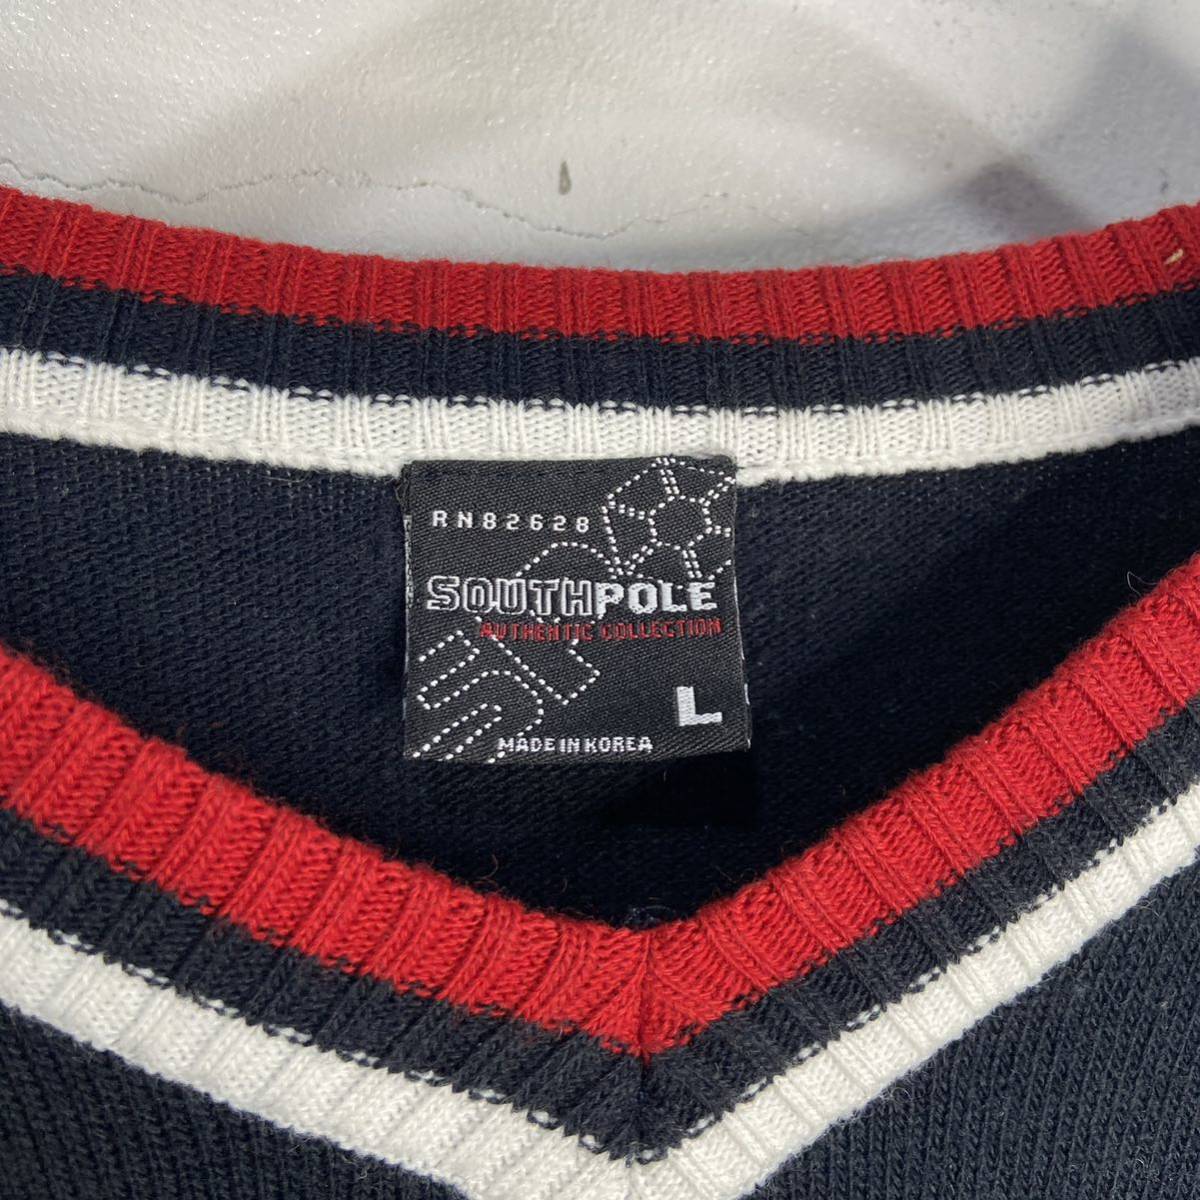 RN82628
SOUTHPOLE
AUTHENTIC COLLECTION
L
MADE IN KOREA